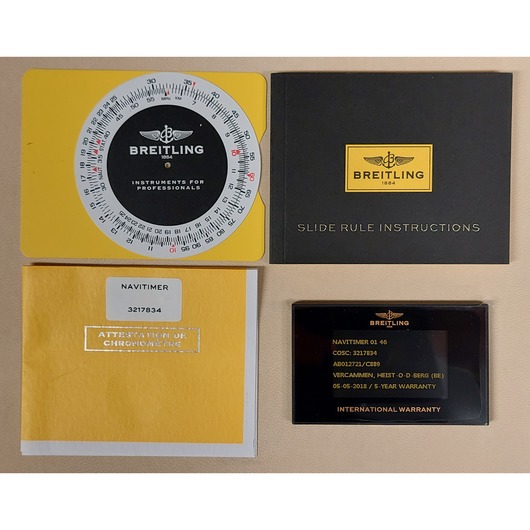 BREITLING
1884
INSTRUMENTS FOR
PROFESSIONALS
BREITLING
1884
SLIDE RULE INSTRUCTIONS
NAVITIMER
3217834
ATTESTATION DE
CHRONOMETRE
BREITLING
NAVITIMER 01 46
COSC: 3217834
AB012721/C889
VERCAMMEN, HEIST-O-D-BERG (BE)
05-05-2018 / 5-YEAR WARRANTY
INTERNATIONAL WARRANTY